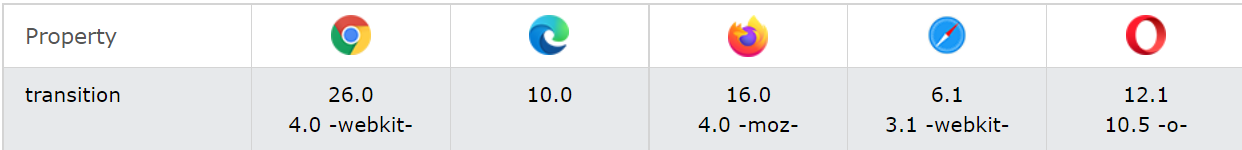 Property
transition 26.0 10.0 16.0 6.1 12.1
4.0 -webkit- 4.0 -moz- 3.1 -webkit- 10.5 -o-